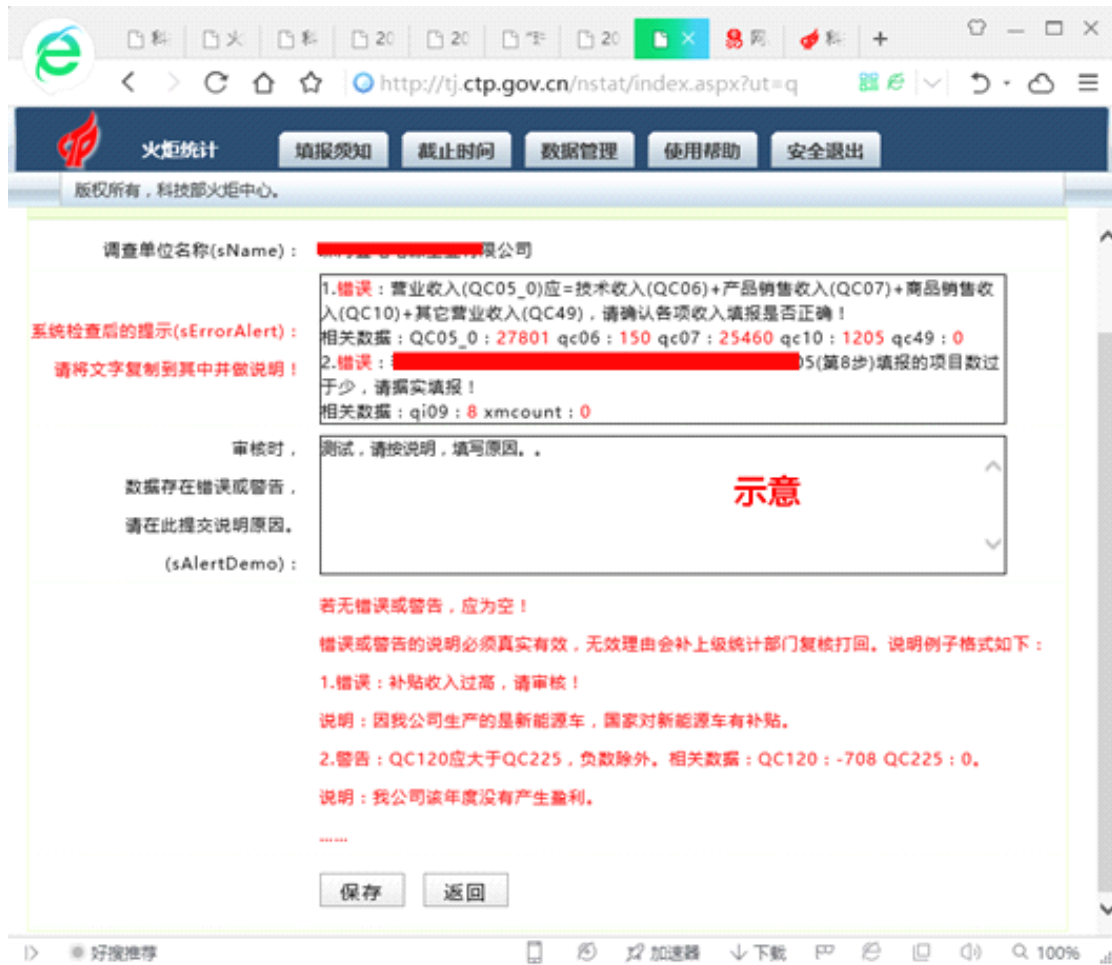 科
火
科
20
20
20
网
科
http://tj.ctp.gov.cn/nstat/index.aspx?ut=q
火炬统计
填报须知
截止时间
数据管理
使用帮助
安全退出
版权所有，科技部火炬中心。
调查单位名称(sName)：
限公司
系统检查后的提示(sErrorAlert)：
请将文字复制到其中并做说明！
1.错误：营业收入(QC05_0)应=技术收入(QC06)+产品销售收入(QC07)+商品销售收
入(QC10)+其它营业收入(QC49)，请确认各项收入填报是否正确！
相关数据：QC05_0：27801 qc06：150 qc07：25460 qc10：1205 qc49：0
2.错误：
05(第8步)填报的项目数过
于少，请据实填报！
相关数据：qi09：8 xmcount：0
审核时，
数据存在错误或警告，
请在此提交说明原因。
(sAlertDemo)：
测试，请按说明，填写原因。。
示意
若无错误或警告，应为空！
错误或警告的说明必须真实有效，无效理由会补上级统计部门复核打回。说明例子格式如下：
1.错误：补贴收入过高，请审核！
说明：因我公司生产的是新能源车，国家对新能源车有补贴。
2.警告：QC120应大于QC225，负数除外。相关数据：QC120：-708 QC225：0。
说明：我公司该年度没有产生盈利。
……
保存
返回
好搜推荐
加速器
下载
100%